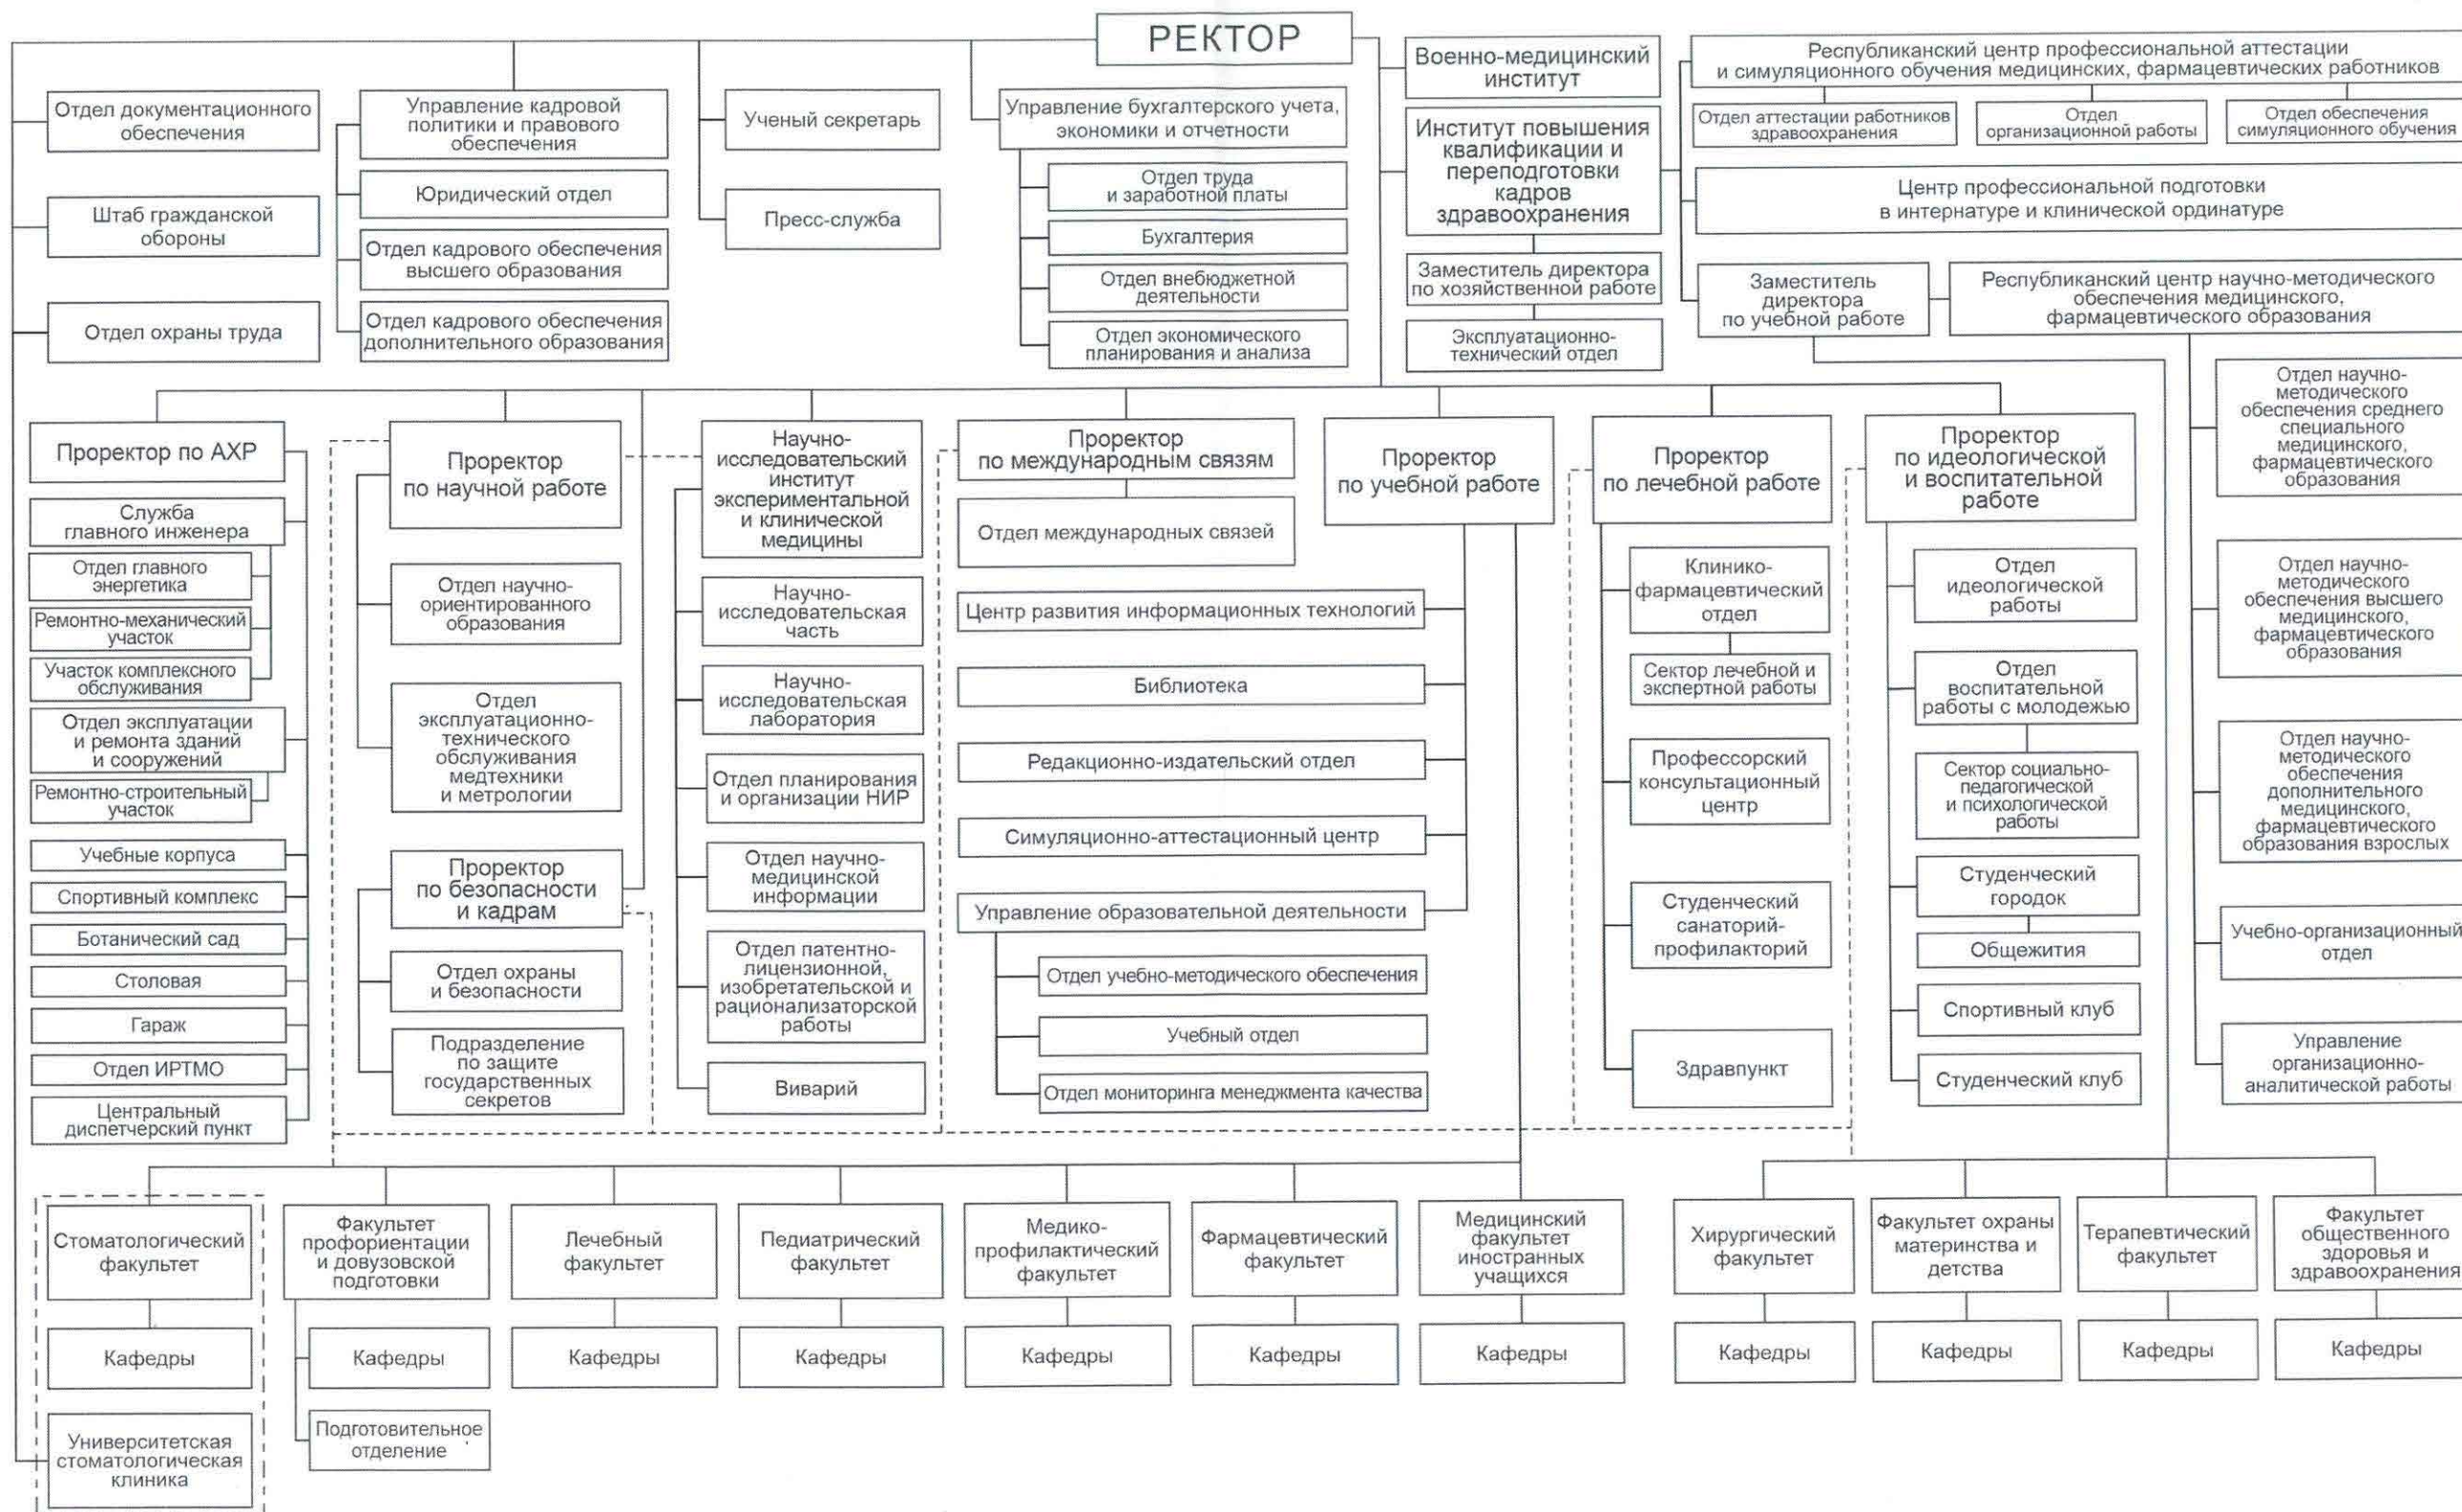 РЕКТОР
Отдел документационного
обеспечения
Штаб гражданской
обороны
Отдел охраны труда
Управление кадровой
политики и правового
обеспечения
Юридический отдел
Отдел кадрового обеспечения
высшего образования
Отдел кадрового обеспечения
дополнительного образования
Ученый секретарь
Пресс-служба
Управление бухгалтерского учета,
экономики и отчетности
Отдел труда
и заработной платы
Бухгалтерия
Отдел внебюджетной
деятельности
Отдел экономического
планирования и анализа
Военно-медицинский
институт
Институт повышения
квалификации и
переподготовки
кадров
здравоохранения
Заместитель директора
по хозяйственной работе
Эксплуатационно-
технический отдел
Республиканский центр профессиональной аттестации
и симуляционного обучения медицинских, фармацевтических работников
Отдел аттестации работников
здравоохранения
Отдел
организационной работы
Отдел обеспечения
симуляционного обучения
Центр профессиональной подготовки
в интернатуре и клинической ординатуре
Заместитель
директора
по учебной работе
Республиканский центр научно-методического
обеспечения медицинского,
фармацевтического образования
Отдел научно-
методического
обеспечения среднего
специального
медицинского,
фармацевтического
образования
Отдел научно-
методического
обеспечения высшего
медицинского,
фармацевтического
образования
Отдел научно-
методического
обеспечения
дополнительного
медицинского,
фармацевтического
образования взрослых
Учебно-организационный
отдел
Управление
организационно-
аналитической работы
Проректор по АХР
Служба
главного инженера
Отдел главного
энергетика
Ремонтно-механический
участок
Участок комплексного
обслуживания
Отдел эксплуатации
и ремонта зданий
и сооружений
Ремонтно-строительный
участок
Учебные корпуса
Спортивный комплекс
Ботанический сад
Столовая
Гараж
Отдел ИРТМО
Центральный
диспетчерский пункт
Проректор
по научной работе
Отдел научно-
ориентированного
образования
Отдел
эксплуатационно-
технического
обслуживания
медтехники
и метрологии
Проректор
по безопасности
и кадрам
Отдел охраны
и безопасности
Подразделение
по защите
государственных
секретов
Научно-
исследовательский
институт
экспериментальной
и клинической
медицины
Научно-
исследовательская
часть
Научно-
исследовательская
лаборатория
Отдел планирования
и организации НИР
Отдел научно-
медицинской
информации
Отдел патентно-
лицензионной,
изобретательской и
рационализаторской
работы
Виварий
Проректор
по международным связям
Отдел международных связей
Проректор
по учебной работе
Центр развития информационных технологий
Библиотека
Редакционно-издательский отдел
Симуляционно-аттестационный центр
Управление образовательной деятельности
Отдел учебно-методического обеспечения
Учебный отдел
Отдел мониторинга менеджмента качества
Проректор
по лечебной работе
Клинико-
фармацевтический
отдел
Сектор лечебной и
экспертной работы
Профессорский
консультационный
центр
Студенческий
санаторий-
профилакторий
Здравпункт
Проректор
по идеологической
и воспитательной
работе
Отдел
идеологической
работы
Отдел
воспитательной
работы с молодежью
Сектор социально-
педагогической
и психологической
работы
Студенческий
городок
Общежития
Спортивный клуб
Студенческий клуб
Стоматологический
факультет
Кафедры
Университетская
стоматологическая
клиника
Факультет
профориентации
и довузовской
подготовки
Кафедры
Подготовительное
отделение
Лечебный
факультет
Кафедры
Педиатрический
факультет
Кафедры
Медико-
профилактический
факультет
Кафедры
Фармацевтический
факультет
Кафедры
Медицинский
факультет
иностранных
учащихся
Кафедры
Хирургический
факультет
Кафедры
Факультет охраны
материнства и
детства
Кафедры
Терапевтический
факультет
Кафедры
Факультет
общественного
здоровья и
здравоохранения
Кафедры